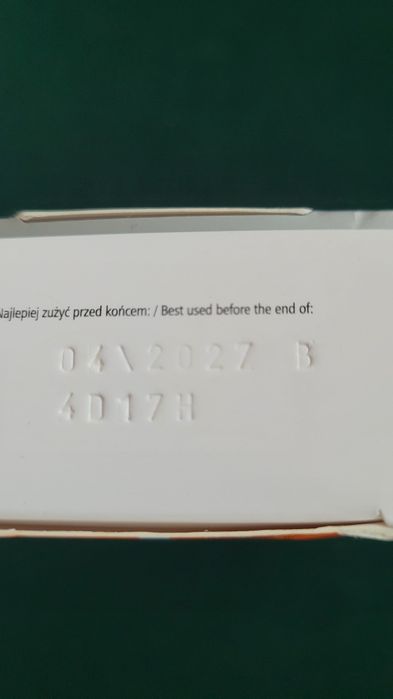 Najlepiej zużyć przed końcem: / Best used before the end of:
04\2027 B
4D17H